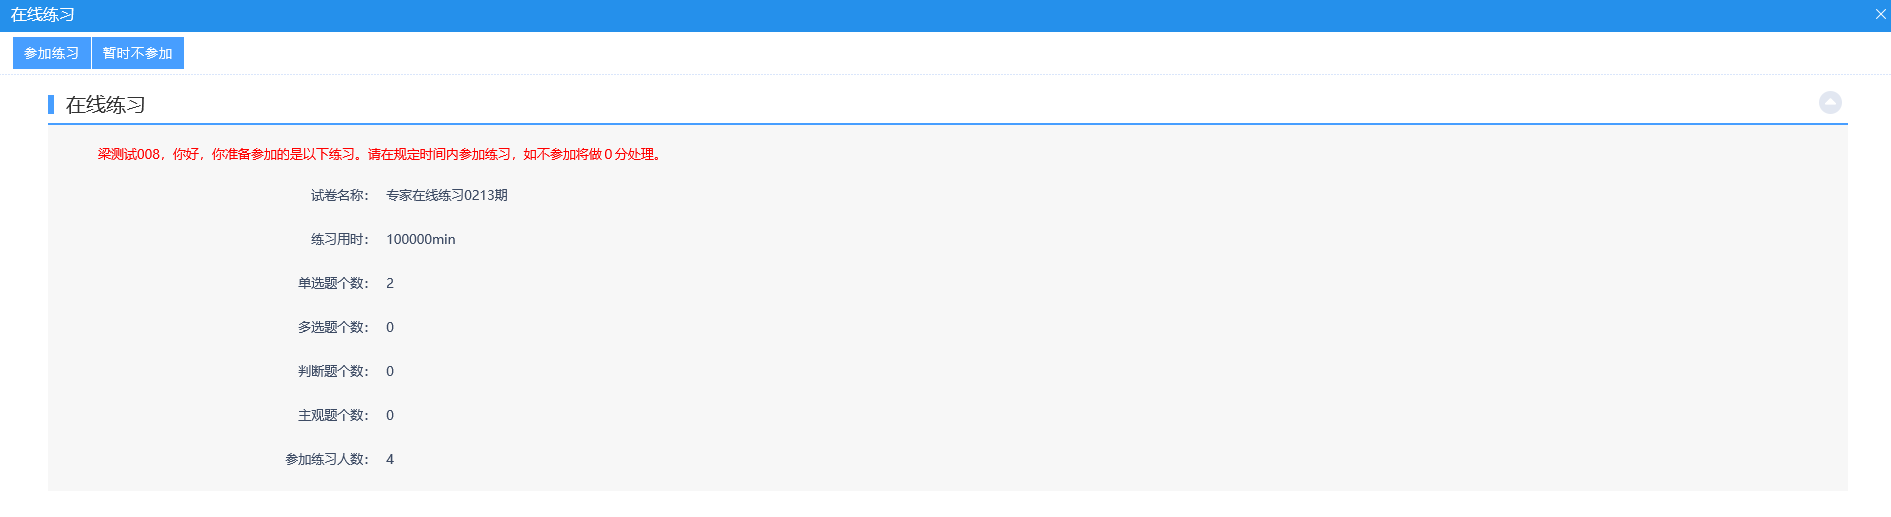 在线练习
参加练习 暂时不参加
在线练习
梁测试008，你好，你准备参加的是以下练习。请在规定时间内参加练习，如不参加将做０分处理。
试卷名称： 专家在线练习0213期
练习用时： 100000min
单选题个数： 2
多选题个数： 0
判断题个数： 0
主观题个数： 0
参加练习人数： 4